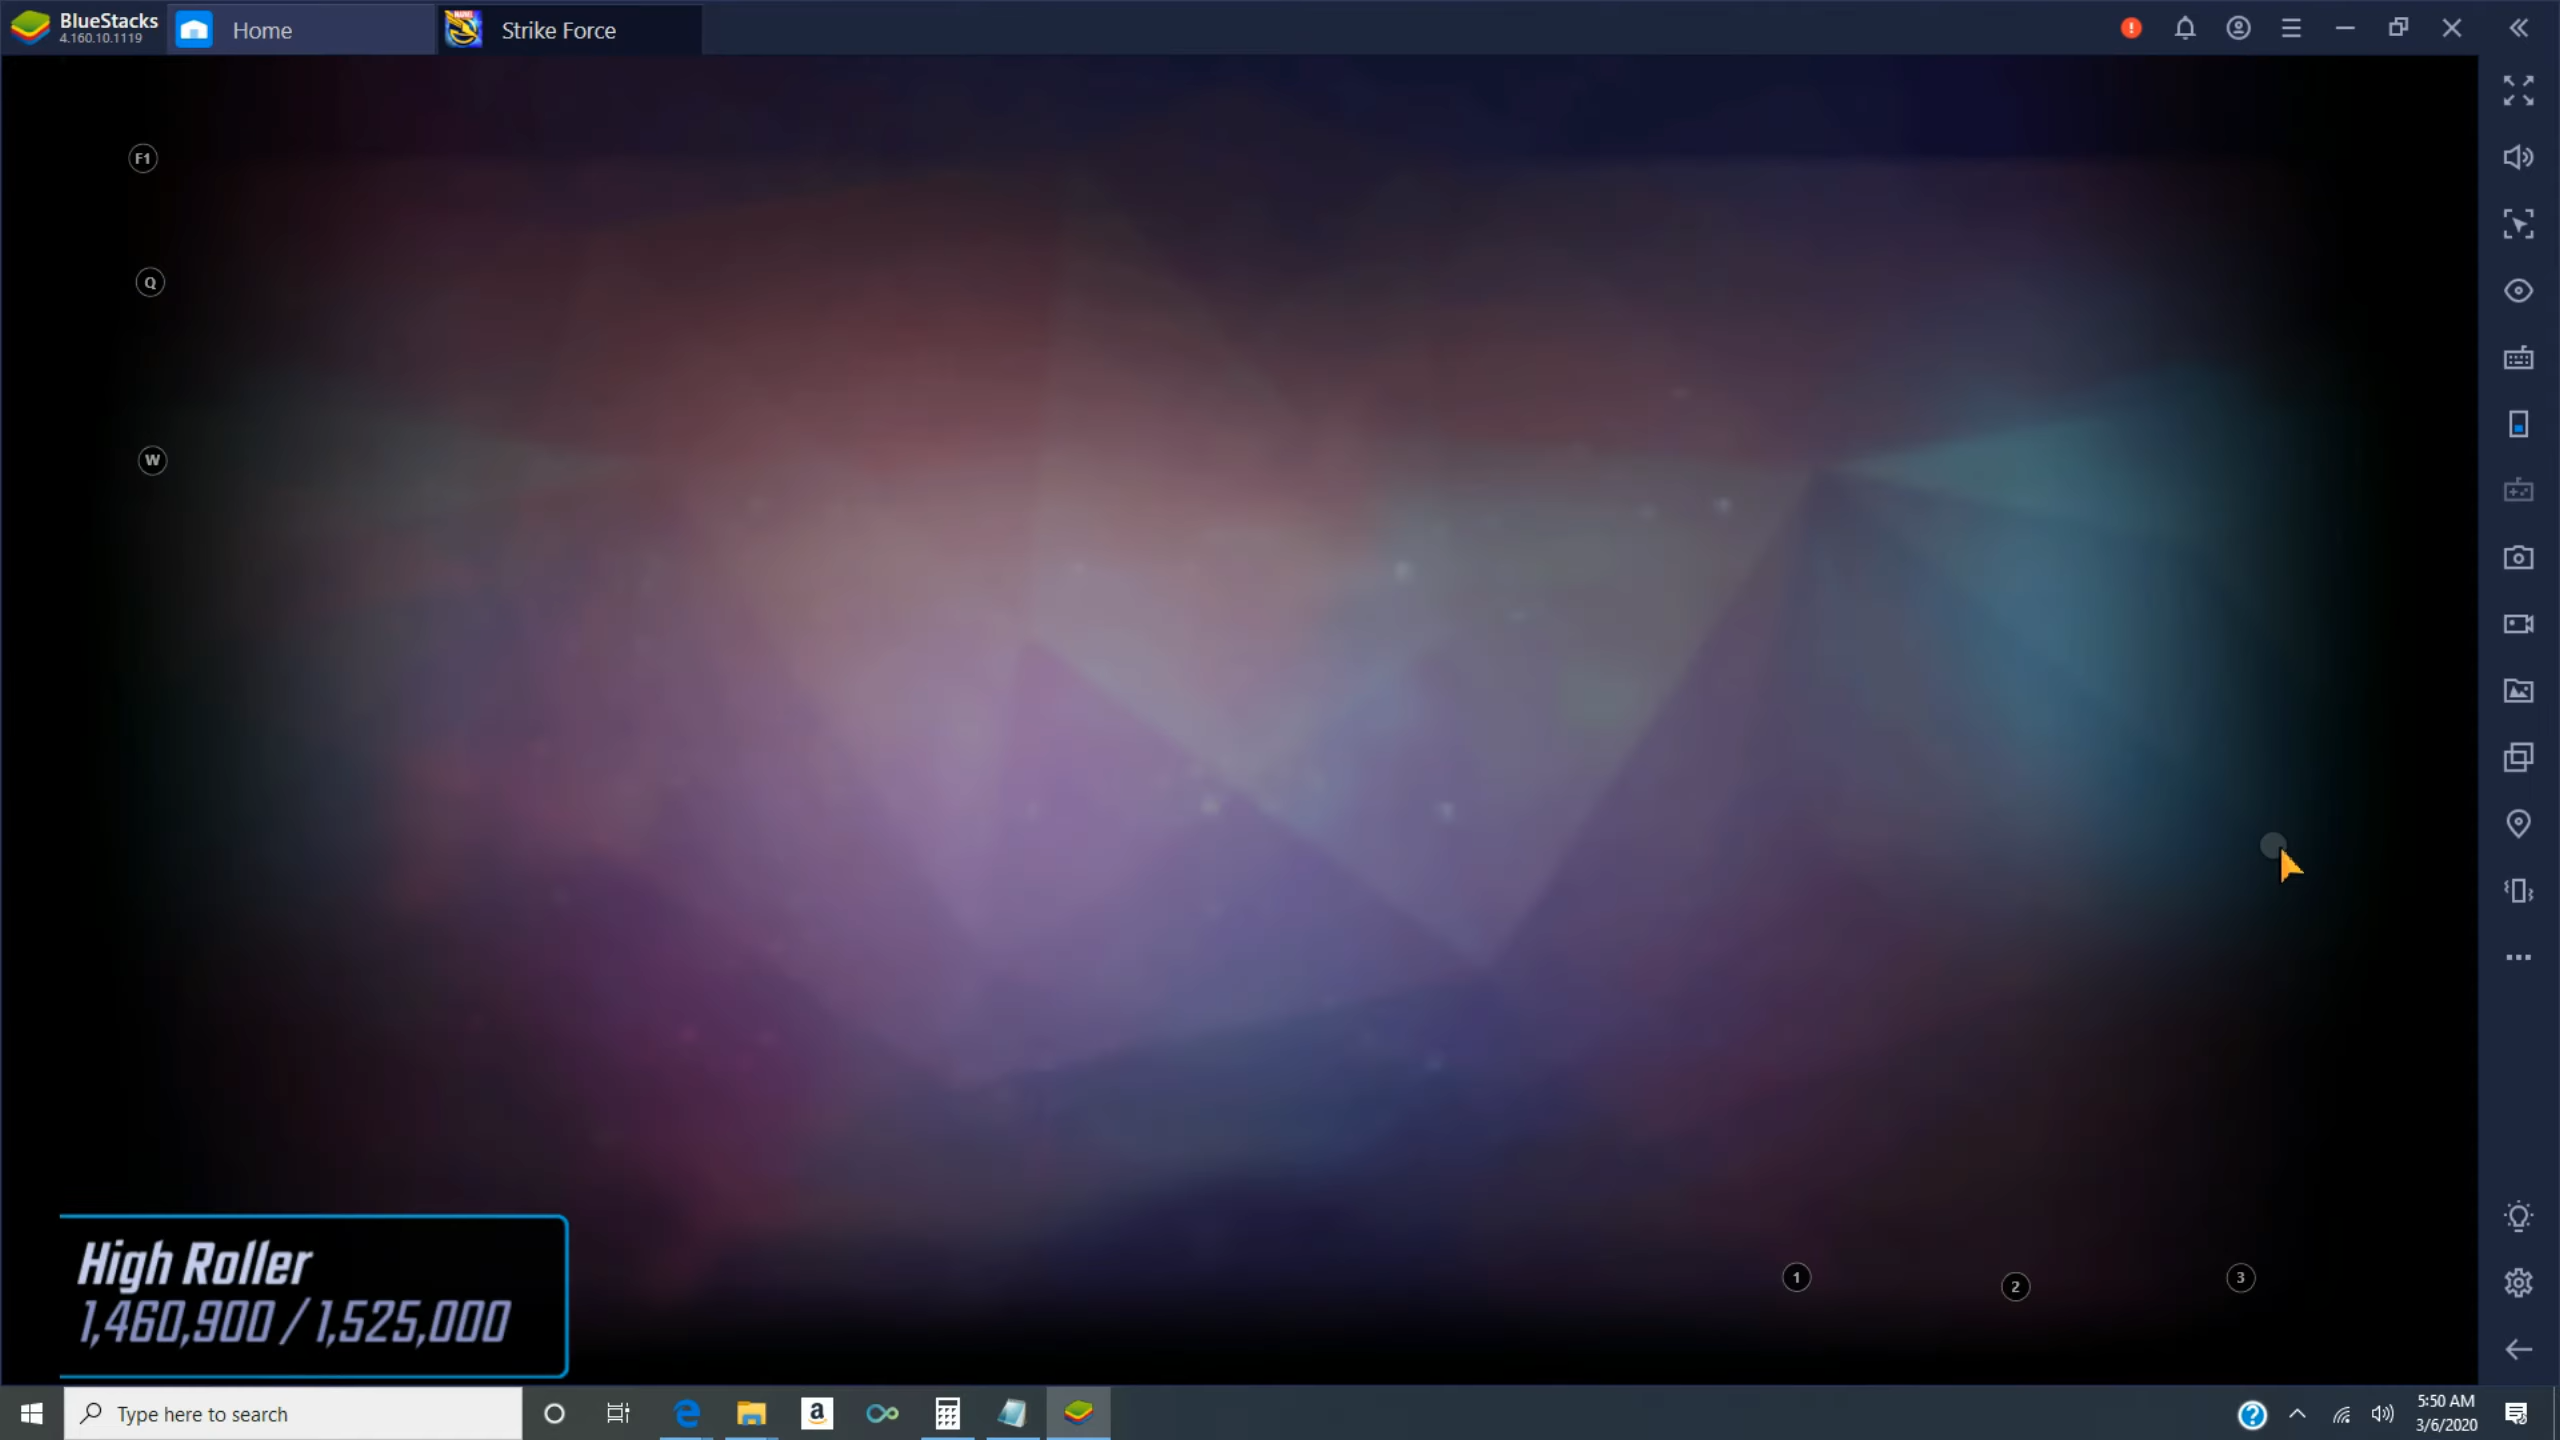 BlueStacks
4.160.10.1119
Home
MARVEL
Strike Force
F1
Q
W
High Roller
1,460,900 / 1,525,000
1
2
3
Type here to search
a
5:50 AM
3/6/2020